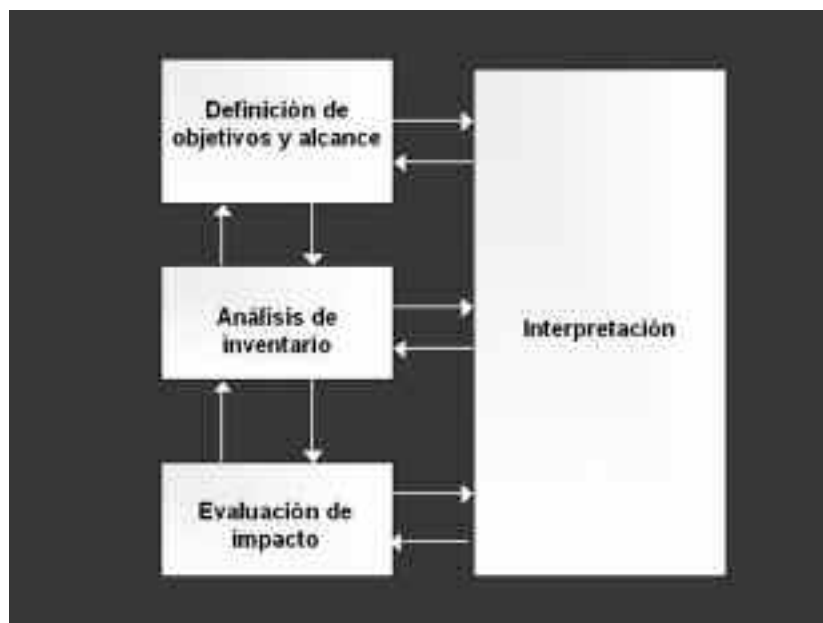 Definición de
objetivos y alcance
Análisis de
inventario
Interpretación
Evaluación de
impacto